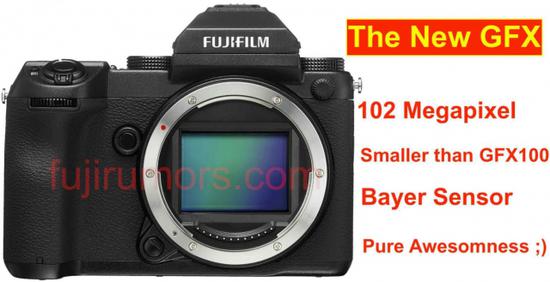 The New GFX
FUJIFILM
102 Megapixel
Smaller than GFX100
fujirumors.com
Bayer Sensor
Pure Awesomness ;)